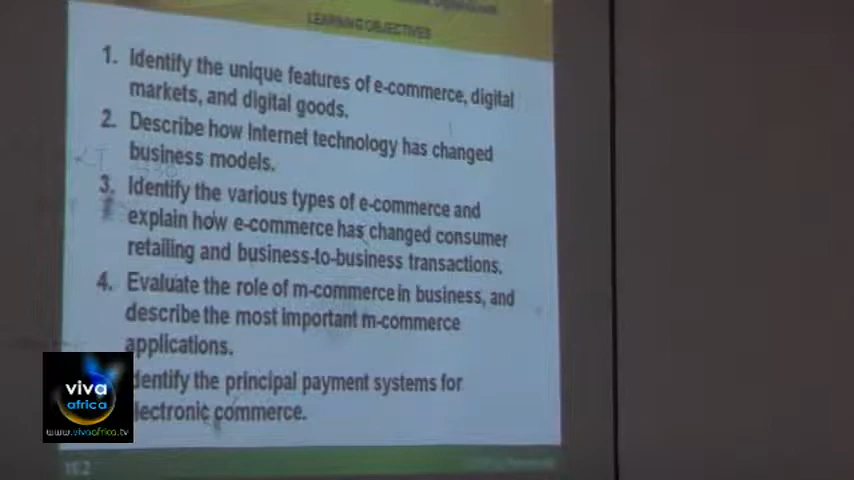 LEARNING OBJECTIVES
1. Identify the unique features of e-commerce, digital
markets, and digital goods.
2. Describe how Internet technology has changed
business models.
3. Identify the various types of e-commerce and
explain how e-commerce has changed consumer
retailing and business-to-business transactions.
4. Evaluate the role of m-commerce in business, and
describe the most important m-commerce
applications.
dentify the principal payment systems for
lectronic commerce.
viva
africa
www.vivaafrica.tv
10.2